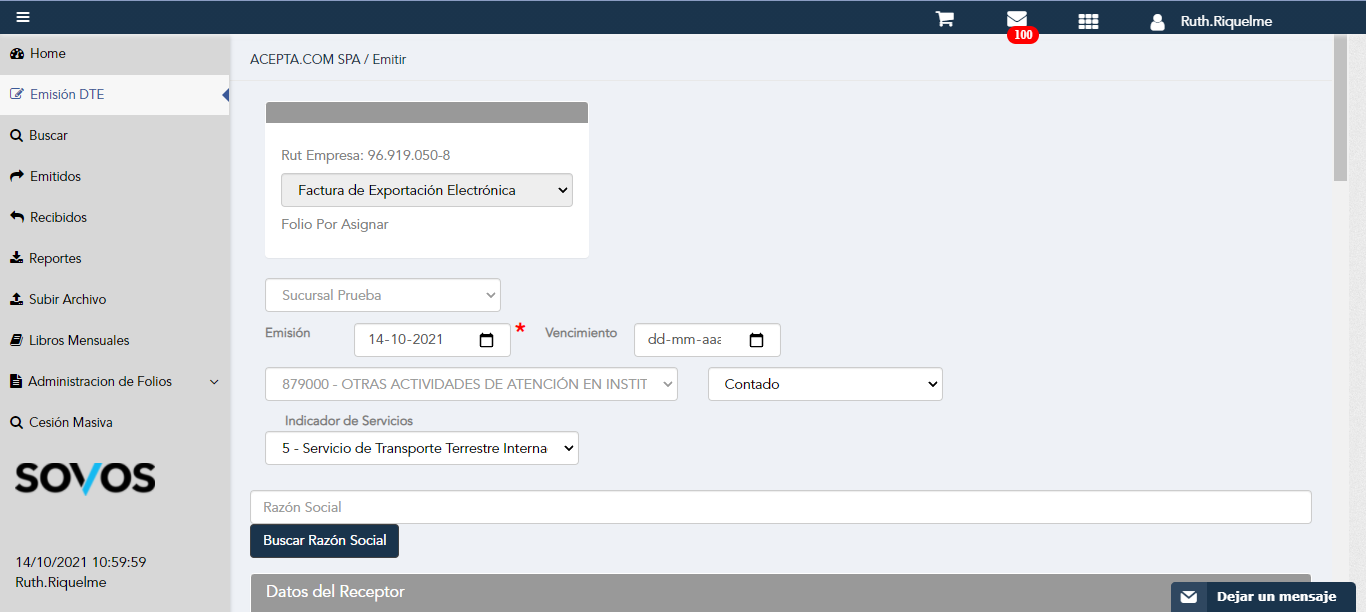 Ruth.Riquelme
100
Home
Emisión DTE
Buscar
Emitidos
Recibidos
Reportes
Subir Archivo
Libros Mensuales
Administracion de Folios
Cesión Masiva
SOVOS
14/10/2021 10:59:59
Ruth.Riquelme
ACEPTA.COM SPA / Emitir
Rut Empresa: 96.919.050-8
Factura de Exportación Electrónica
Folio Por Asignar
Sucursal Prueba
Emisión 14-10-2021 * Vencimiento dd-mm-aaa
879000 - OTRAS ACTIVIDADES DE ATENCIÓN EN INSTIT Contado
Indicador de Servicios
5 - Servicio de Transporte Terrestre Interna
Razón Social
Buscar Razón Social
Datos del Receptor
Dejar un mensaje